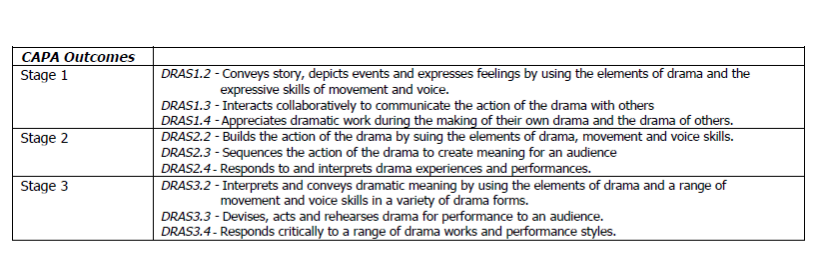 CAPA Outcomes
Stage 1
DRAS1.2 - Conveys story, depicts events and expresses feelings by using the elements of drama and the
expressive skills of movement and voice.
DRAS1.3 - Interacts collaboratively to communicate the action of the drama with others
DRAS1.4 - Appreciates dramatic work during the making of their own drama and the drama of others.
Stage 2
DRAS2.2 - Builds the action of the drama by suing the elements of drama, movement and voice skills.
DRAS2.3 - Sequences the action of the drama to create meaning for an audience
DRAS2.4 - Responds to and interprets drama experiences and performances.
Stage 3
DRAS3.2 - Interprets and conveys dramatic meaning by using the elements of drama and a range of
movement and voice skills in a variety of drama forms.
DRAS3.3 - Devises, acts and rehearses drama for performance to an audience.
DRAS3.4 - Responds critically to a range of drama works and performance styles.